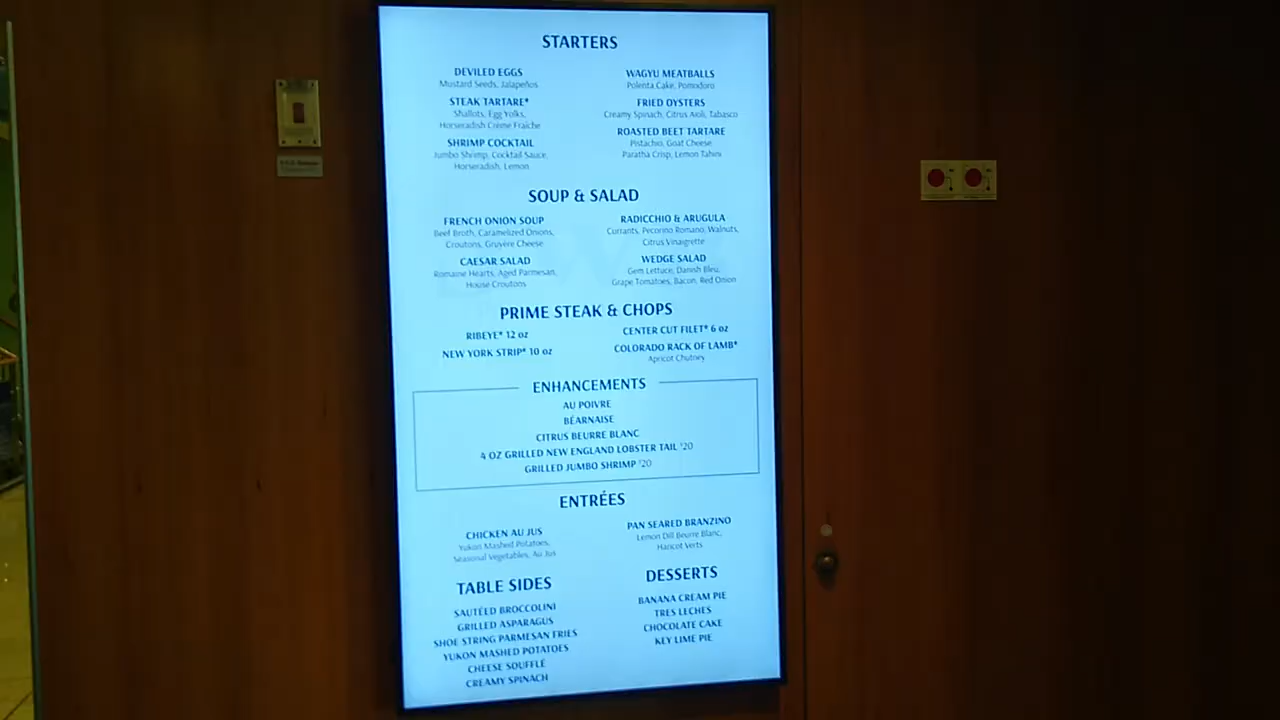 STARTERS
DEVILED EGGS
Mustard Seeds, Jalapeños
STEAK TARTARE*
Shallots, Egg Yolks,
Horseradish Crème Fraîche
SHRIMP COCKTAIL
Jumbo Shrimp, Cocktail Sauce,
Horseradish, Lemon
WAGYU MEATBALLS
Polenta Cake, Pomodoro
FRIED OYSTERS
Creamy Spinach, Citrus Aioli, Tabasco
ROASTED BEET TARTARE
Pistachio, Goat Cheese
Paratha Crisp, Lemon Tahini
SOUP & SALAD
FRENCH ONION SOUP
Beef Broth, Caramelized Onions,
Croutons, Gruyère Cheese
CAESAR SALAD
Romaine Hearts, Aged Parmesan,
House Croutons
RADICCHIO & ARUGULA
Currants, Pecorino Romano, Walnuts,
Citrus Vinaigrette
WEDGE SALAD
Gem Lettuce, Danish Bleu,
Grape Tomatoes, Bacon, Red Onion
PRIME STEAK & CHOPS
RIBEYE* 12 oz
NEW YORK STRIP* 10 oz
CENTER CUT FILET* 6 oz
COLORADO RACK OF LAMB*
Apricot Chutney
ENHANCEMENTS
AU POIVRE
BÉARNAISE
CITRUS BEURRE BLANC
4 OZ GRILLED NEW ENGLAND LOBSTER TAIL $20
GRILLED JUMBO SHRIMP $20
ENTRÉES
CHICKEN AU JUS
Yukon Mashed Potatoes,
Seasonal Vegetables, Au Jus
PAN SEARED BRANZINO
Lemon Dill Beurre Blanc,
Haricot Verts
TABLE SIDES
SAUTÉED BROCCOLINI
GRILLED ASPARAGUS
SHOE STRING PARMESAN FRIES
YUKON MASHED POTATOES
CHEESE SOUFFLÉ
CREAMY SPINACH
DESSERTS
BANANA CREAM PIE
TRES LECHES
CHOCOLATE CAKE
KEY LIME PIE